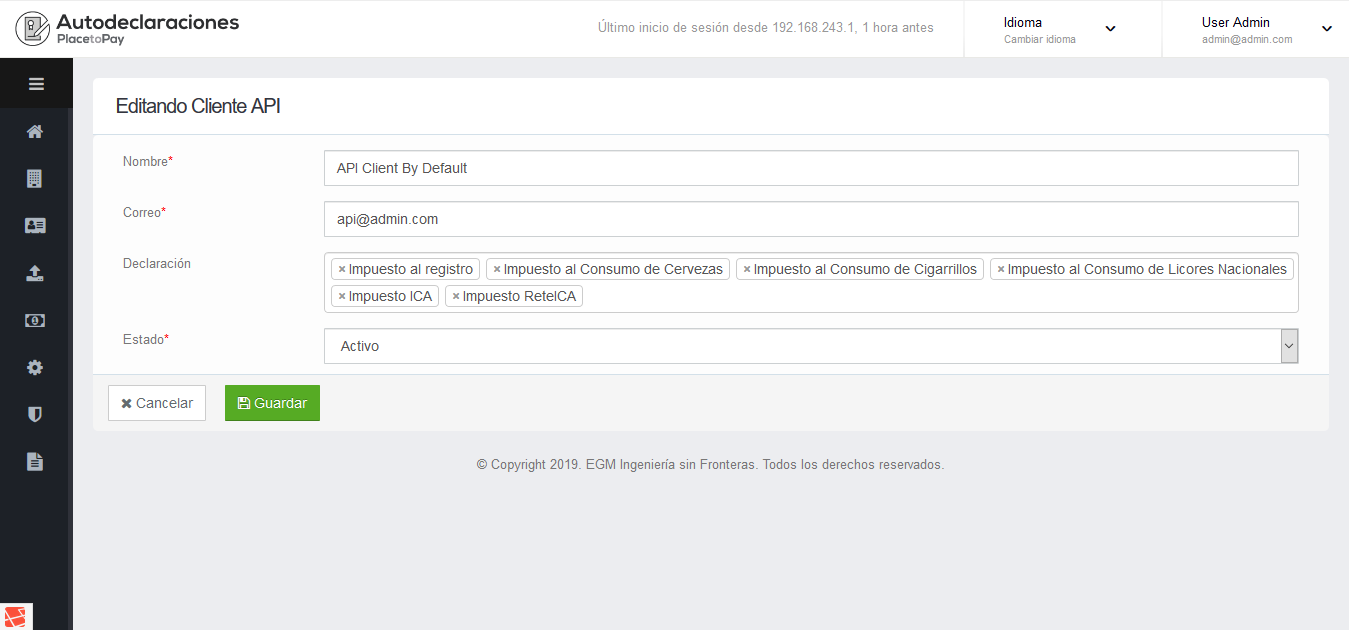 Autodeclaraciones
PlacetoPay
Último inicio de sesión desde 192.168.243.1, 1 hora antes
Idioma
Cambiar idioma
User Admin
admin@admin.com
Editando Cliente API
Nombre*
API Client By Default
Correo*
api@admin.com
Declaración
×Impuesto al registro ×Impuesto al Consumo de Cervezas ×Impuesto al Consumo de Cigarrillos ×Impuesto al Consumo de Licores Nacionales
×Impuesto ICA ×Impuesto ReteICA
Estado*
Activo
Cancelar
Guardar
© Copyright 2019. EGM Ingeniería sin Fronteras. Todos los derechos reservados.